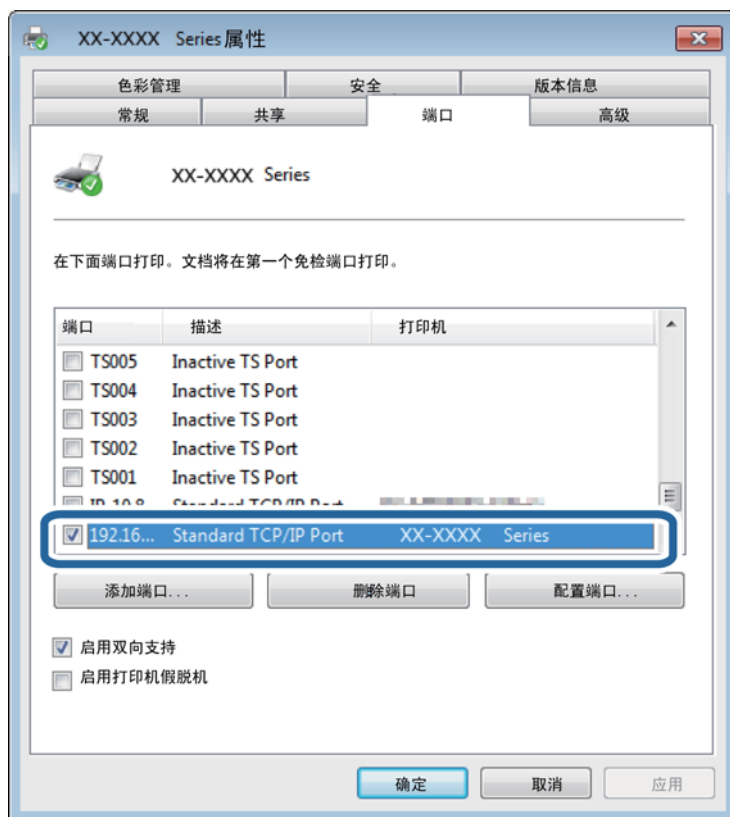 XX-XXXX Series属性
色彩管理 安全 版本信息
常规 共享 端口 高级
XX-XXXX Series
在下面端口打印。文档将在第一个免检端口打印。
端口 描述 打印机
TS005 Inactive TS Port
TS004 Inactive TS Port
TS003 Inactive TS Port
TS002 Inactive TS Port
TS001 Inactive TS Port
192.16... Standard TCP/IP Port XX-XXXX Series
添加端口... 删除端口 配置端口...
启用双向支持
启用打印机假脱机
确定 取消 应用